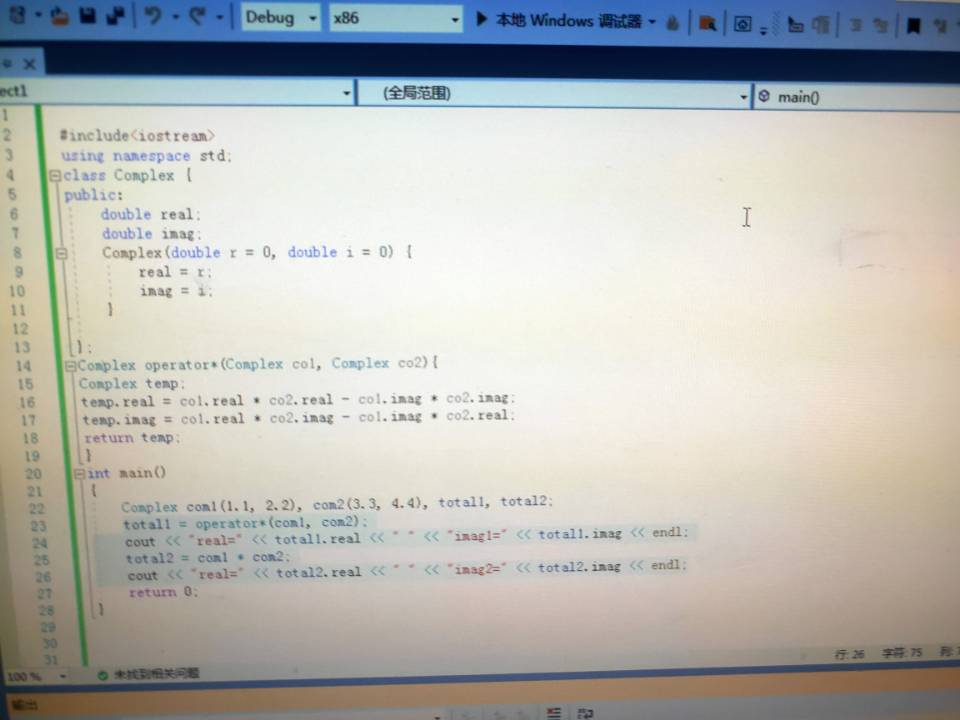 Debug x86 本地 Windows 调试器
ect1 (全局范围) main()
1
2 #include<iostream>
3 using namespace std;
4 class Complex {
5 public:
6 double real;
7 double imag;
8 Complex(double r = 0, double i = 0) {
9 real = r;
10 imag = i;
11 }
12
13 };
14 Complex operator*(Complex co1, Complex co2){
15 Complex temp;
16 temp.real = co1.real * co2.real - co1.imag * co2.imag;
17 temp.imag = co1.real * co2.imag - co1.imag * co2.real;
18 return temp;
19 }
20 int main()
21 {
22 Complex com1(1.1, 2.2), com2(3.3, 4.4), total1, total2;
23 total1 = operator*(com1, com2);
24 cout << "real=" << total1.real << " " << "imag1=" << total1.imag << endl;
25 total2 = com1 * com2;
26 cout << "real=" << total2.real << " " << "imag2=" << total2.imag << endl;
27 return 0;
28 }
29
30
31
行: 26 字符: 75 列:
100 % 未找到相关问题
输出